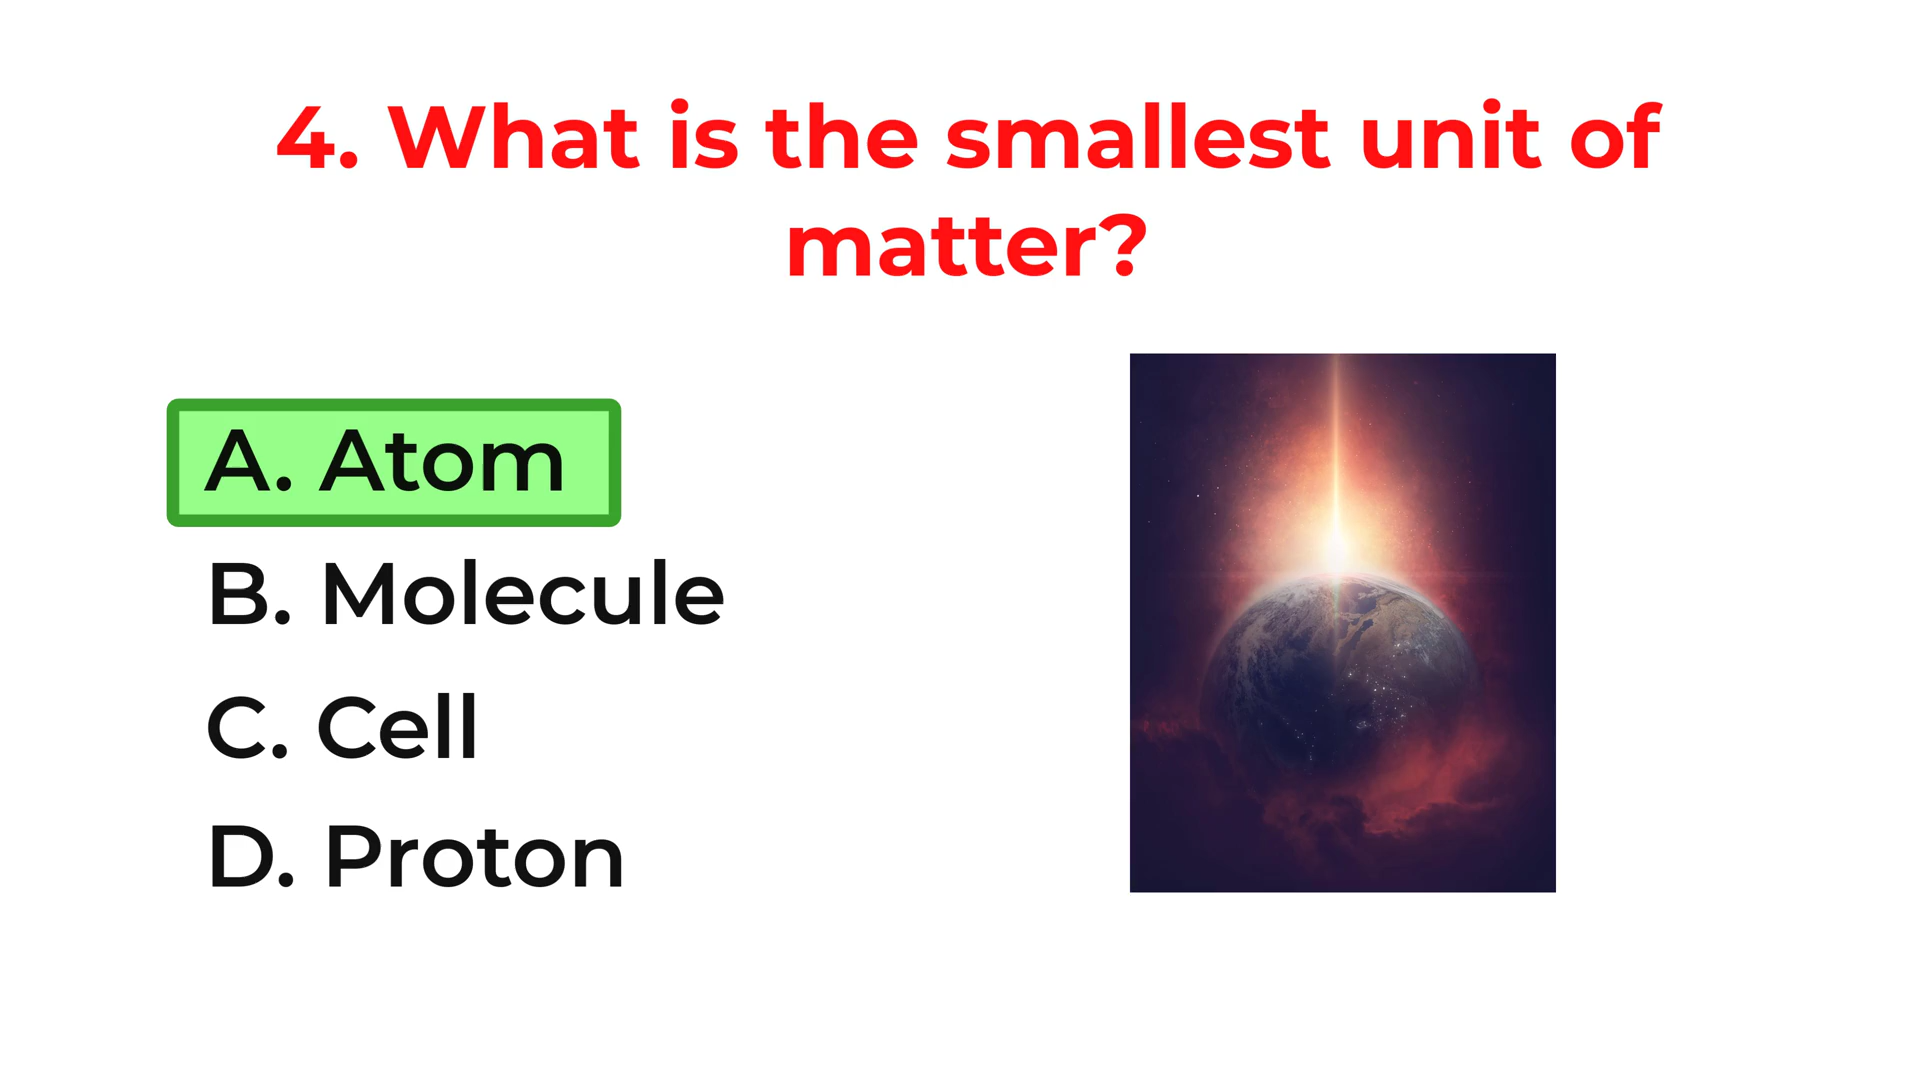 4. What is the smallest unit of
matter?
A. Atom
B. Molecule
C. Cell
D. Proton